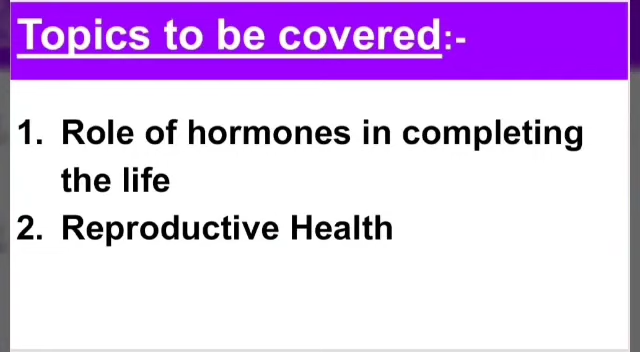 Topics to be covered:-
1. Role of hormones in completing
the life
2. Reproductive Health